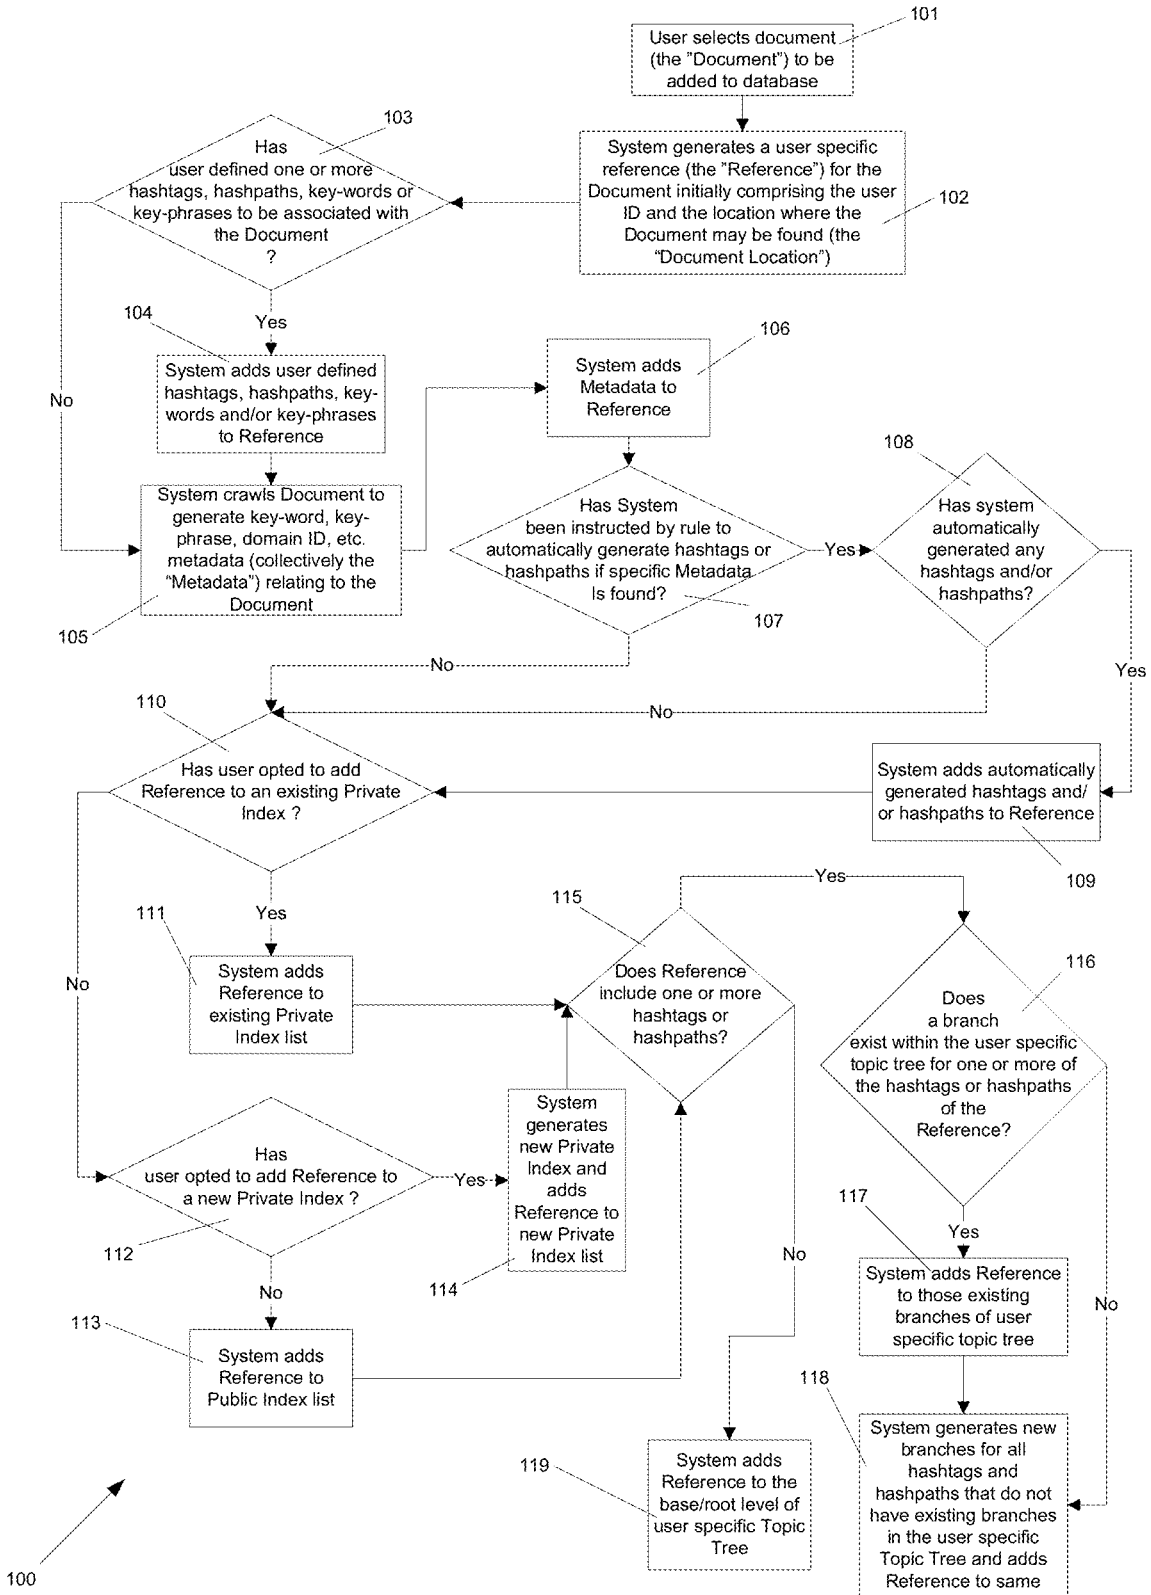 101
User selects document
(the "Document") to be
added to database
103
Has
user defined one or more
hashtags, hashpaths, key-words or
key-phrases to be associated with
the Document
?
System generates a user specific
reference (the "Reference") for the
Document initially comprising the user
ID and the location where the
Document may be found (the
"Document Location")
102
Yes
No
104
System adds user defined
hashtags, hashpaths, key-
words and/or key-phrases
to Reference
106
System adds
Metadata to
Reference
System crawls Document to
generate key-word, key-
phrase, domain ID, etc.
metadata (collectively the
"Metadata") relating to the
Document
105
Has System
been instructed by rule to
automatically generate hashtags or
hashpaths if specific Metadata
Is found?
107
Yes
108
Has system
automatically
generated any
hashtags and/or
hashpaths?
No
Yes
No
110
Has user opted to add
Reference to an existing Private
Index ?
System adds automatically
generated hashtags and/
or hashpaths to Reference
109
Yes
No
111
System adds
Reference to
existing Private
Index list
115
Does Reference
include one or more
hashtags or
hashpaths?
Yes
116
Does
a branch
exist within the user specific
topic tree for one or more of
the hashtags or hashpaths
of the
Reference?
Has
user opted to add Reference to
a new Private Index ?
112
Yes
System
generates
new Private
Index and
adds
Reference to
new Private
Index list
114
No
No
117
Yes
System adds Reference
to those existing
branches of user
specific topic tree
No
113
System adds
Reference to
Public Index list
118
System generates new
branches for all
hashtags and
hashpaths that do not
have existing branches
in the user specific
Topic Tree and adds
Reference to same
119
System adds
Reference to the
base/root level of
user specific Topic
Tree
100